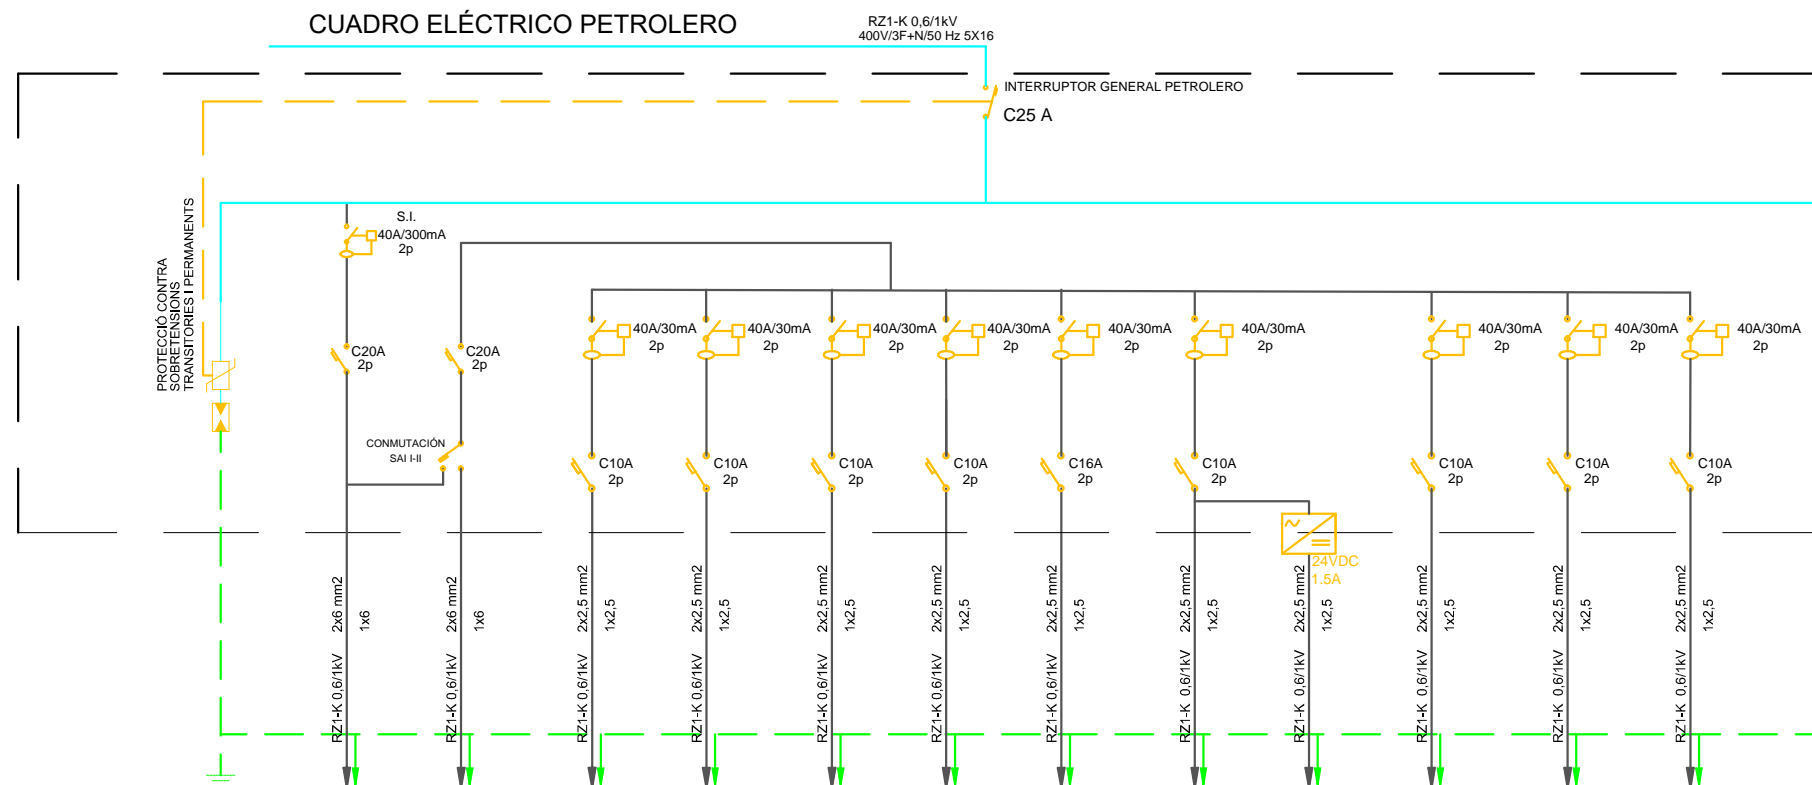 CUADRO ELÉCTRICO PETROLERO
RZ1-K 0,6/1kV
400V/3F+N/50 Hz 5X16
INTERRUPTOR GENERAL PETROLERO
C25 A
PROTECCIÓ CONTRA
SOBRETENSIONS
TRANSITORIES I PERMANENTS
S.I.
40A/300mA
2p
40A/30mA
2p
40A/30mA
2p
40A/30mA
2p
40A/30mA
2p
40A/30mA
2p
40A/30mA
2p
40A/30mA
2p
40A/30mA
2p
40A/30mA
2p
C20A
2p
C20A
2p
CONMUTACIÓN
SAI I-II
C10A
2p
C10A
2p
C10A
2p
C10A
2p
C16A
2p
C10A
2p
C10A
2p
C10A
2p
C10A
2p
24VDC
1.5A
RZ1-K 0,6/1kV 2x6 mm2
1x6
RZ1-K 0,6/1kV 2x6 mm2
1x6
RZ1-K 0,6/1kV 2x2,5 mm2
1x2,5
RZ1-K 0,6/1kV 2x2,5 mm2
1x2,5
RZ1-K 0,6/1kV 2x2,5 mm2
1x2,5
RZ1-K 0,6/1kV 2x2,5 mm2
1x2,5
RZ1-K 0,6/1kV 2x2,5 mm2
1x2,5
RZ1-K 0,6/1kV 2x2,5 mm2
1x2,5
RZ1-K 0,6/1kV 2x2,5 mm2
1x2,5
RZ1-K 0,6/1kV 2x2,5 mm2
1x2,5
RZ1-K 0,6/1kV 2x2,5 mm2
1x2,5
RZ1-K 0,6/1kV 2x2,5 mm2
1x2,5